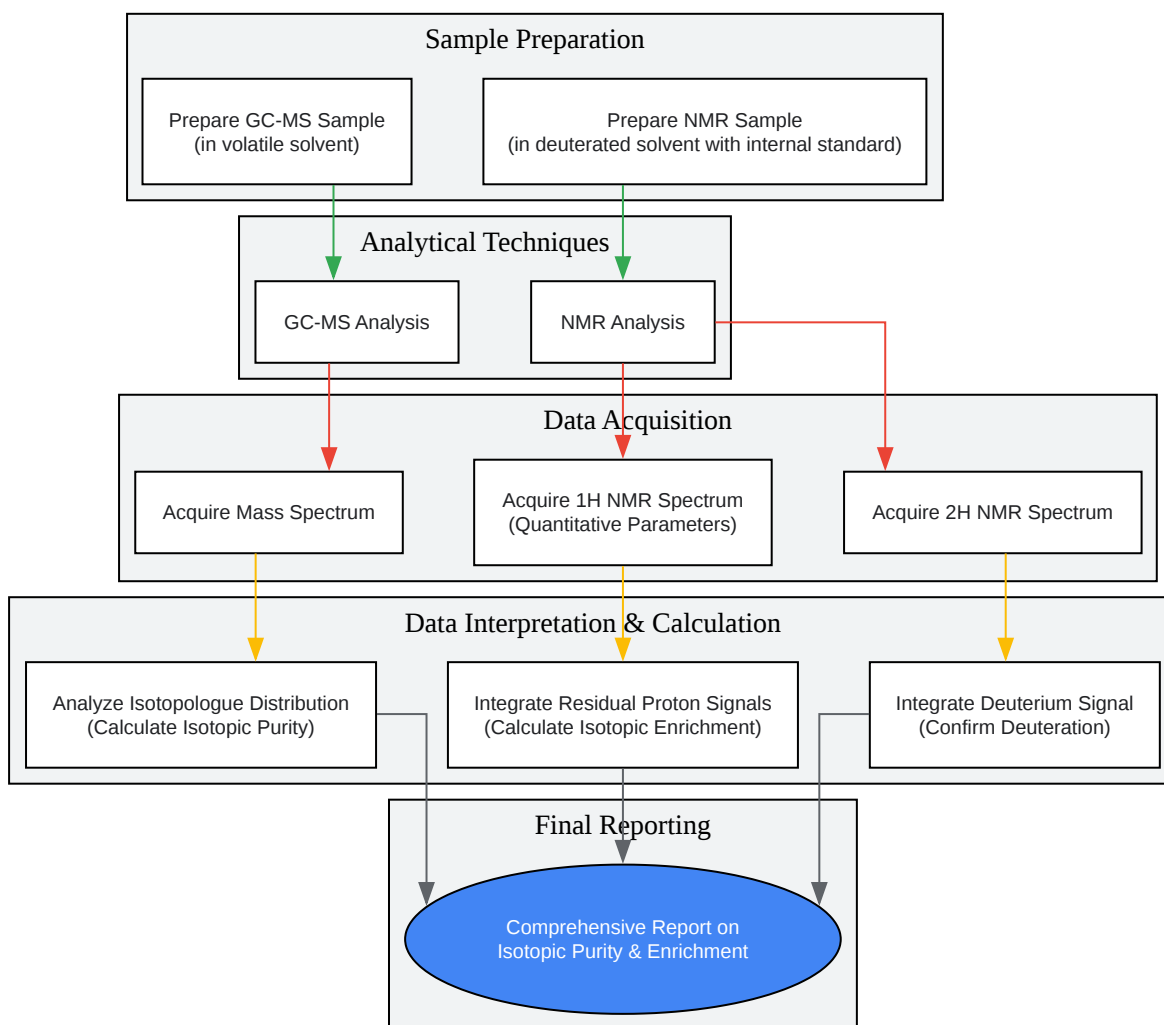 Sample Preparation
Prepare GC-MS Sample
(in volatile solvent)
Prepare NMR Sample
(in deuterated solvent with internal standard)
Analytical Techniques
GC-MS Analysis
NMR Analysis
Data Acquisition
Acquire Mass Spectrum
Acquire 1H NMR Spectrum
(Quantitative Parameters)
Acquire 2H NMR Spectrum
Data Interpretation & Calculation
Analyze Isotopologue Distribution
(Calculate Isotopic Purity)
Integrate Residual Proton Signals
(Calculate Isotopic Enrichment)
Integrate Deuterium Signal
(Confirm Deuteration)
Final Reporting
Comprehensive Report on
Isotopic Purity & Enrichment